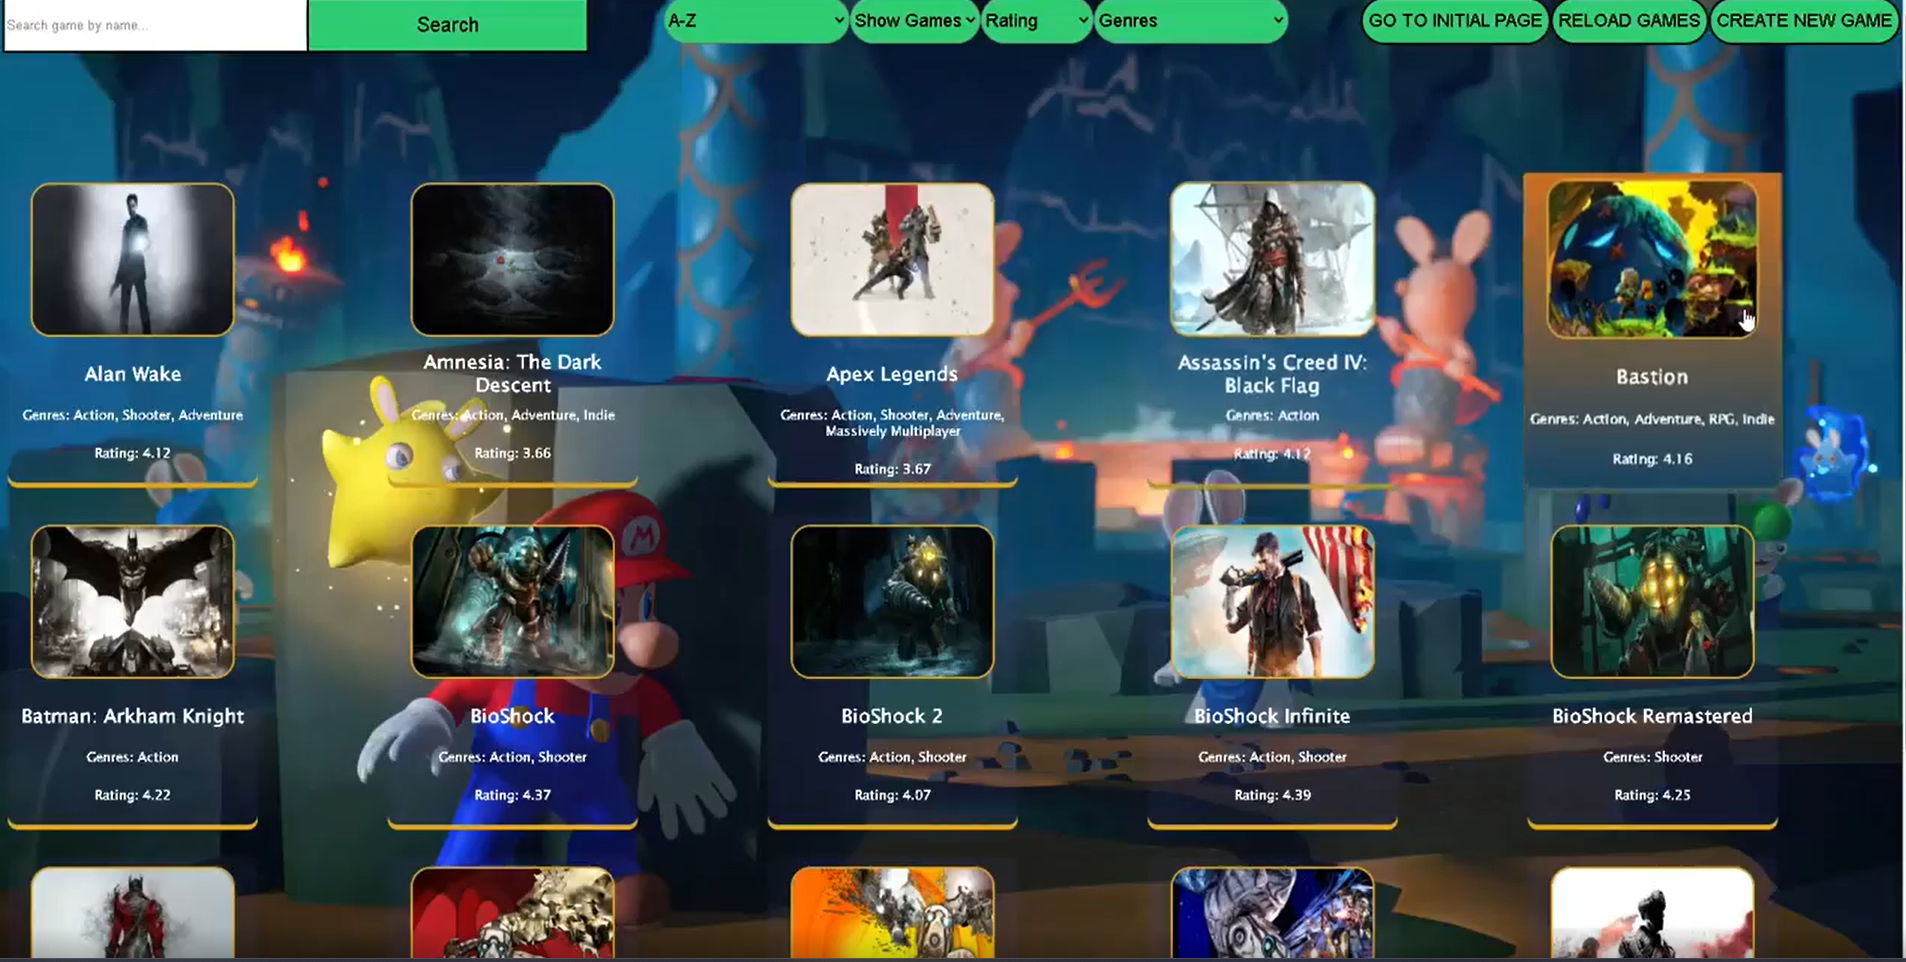 Search game by name...
Search
A-Z
Show Games
Rating
Genres
GO TO INITIAL PAGE
RELOAD GAMES
CREATE NEW GAME
Alan Wake
Genres: Action, Shooter, Adventure
Rating: 4.12
Amnesia: The Dark
Descent
Genres: Action, Adventure, Indie
Rating: 3.66
Apex Legends
Genres: Action, Shooter, Adventure,
Massively Multiplayer
Rating: 3.67
Assassin's Creed IV:
Black Flag
Genres: Action
Rating: 4.12
Bastion
Genres: Action, Adventure, RPG, Indie
Rating: 4.16
Batman: Arkham Knight
Genres: Action
Rating: 4.22
BioShock
Genres: Action, Shooter
Rating: 4.37
BioShock 2
Genres: Action, Shooter
Rating: 4.07
BioShock Infinite
Genres: Action, Shooter
Rating: 4.39
BioShock Remastered
Genres: Shooter
Rating: 4.25
M